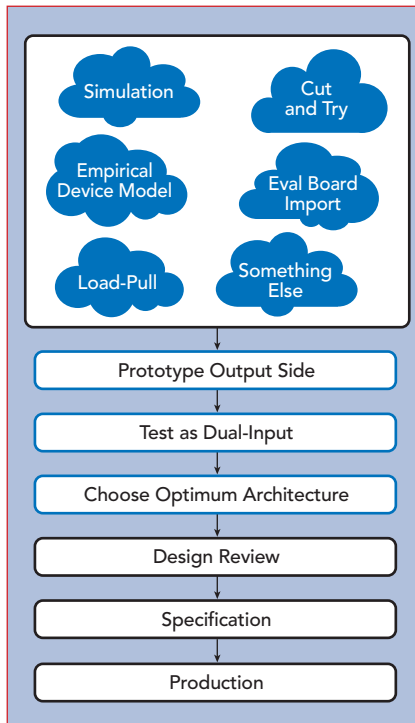 Simulation
Cut
and Try
Empirical
Device Model
Eval Board
Import
Load-Pull
Something
Else
Prototype Output Side
Test as Dual-Input
Choose Optimum Architecture
Design Review
Specification
Production